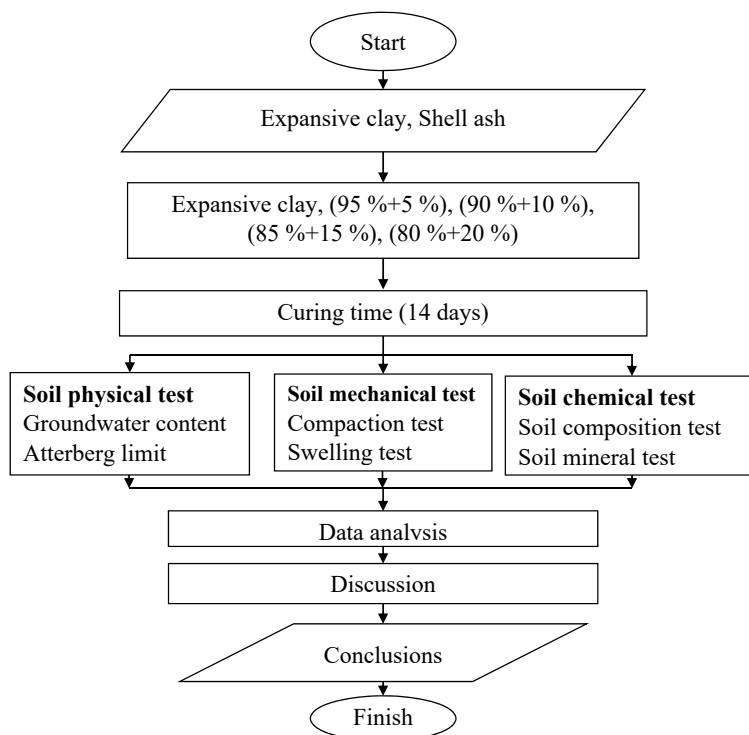 Start
Expansive clay, Shell ash
Expansive clay, (95 %+5 %), (90 %+10 %),
(85 %+15 %), (80 %+20 %)
Curing time (14 days)
Soil physical test
Groundwater content
Atterberg limit
Soil mechanical test
Compaction test
Swelling test
Soil chemical test
Soil composition test
Soil mineral test
Data analysis
Discussion
Conclusions
Finish